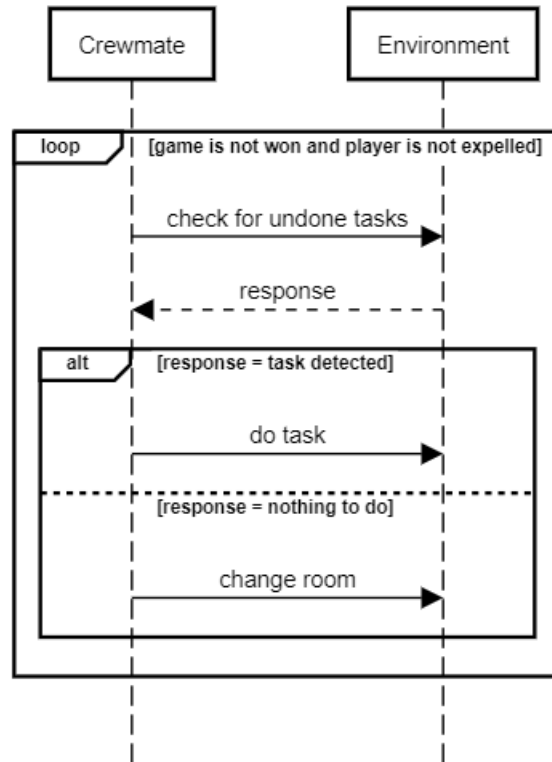 Crewmate
Environment
loop
[game is not won and player is not expelled]
check for undone tasks
response
alt
[response = task detected]
do task
[response = nothing to do]
change room